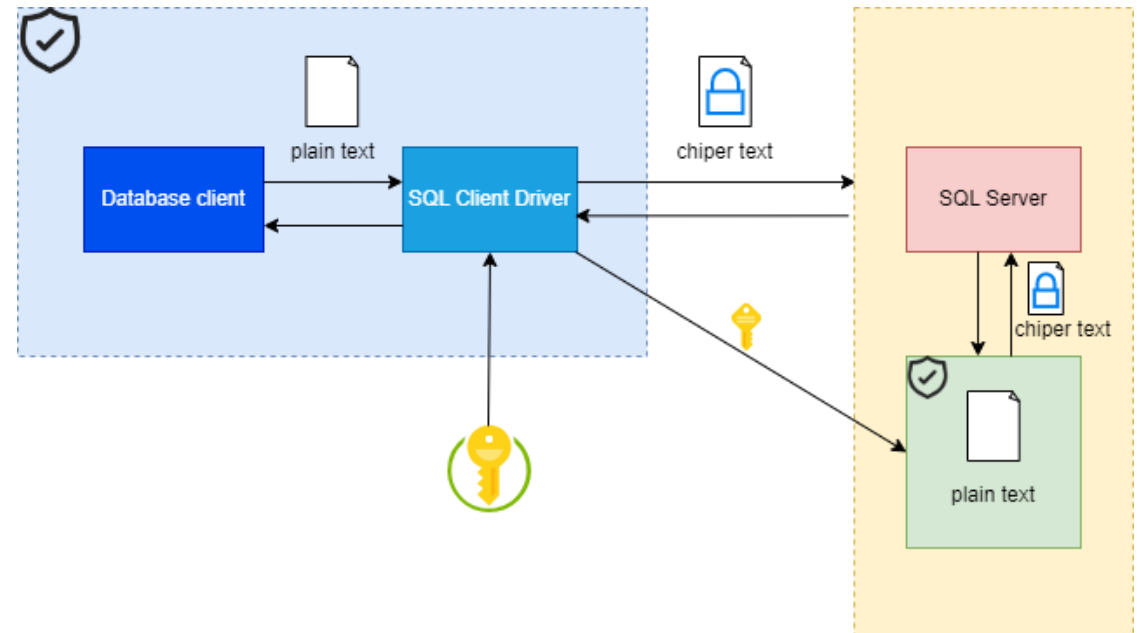 plain text
chiper text
Database client
SQL Client Driver
SQL Server
chiper text
plain text